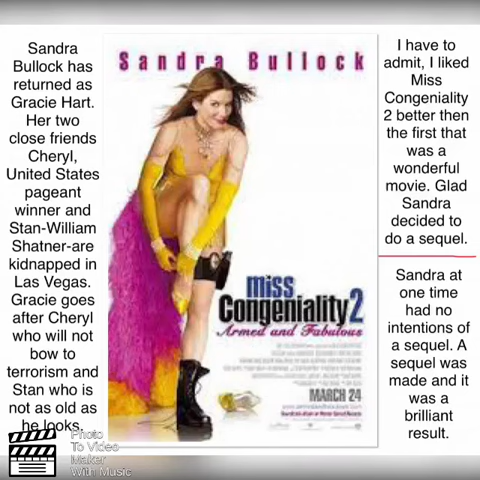 Sandra
Bullock has
returned as
Gracie Hart.
Her two
close friends
Cheryl,
United States
pageant
winner and
Stan-William
Shatner-are
kidnapped in
Las Vegas.
Gracie goes
after Cheryl
who will not
bow to
terrorism and
Stan who is
not as old as
he looks.
Sandra Bullock
miss
Congeniality 2
Armed and Fabulous
MARCH 24
I have to
admit, I liked
Miss
Congeniality
2 better then
the first that
was a
wonderful
movie. Glad
Sandra
decided to
do a sequel.
Sandra at
one time
had no
intentions of
a sequel. A
sequel was
made and it
was a
brilliant
result.
Photo
To Video
Maker
With Music